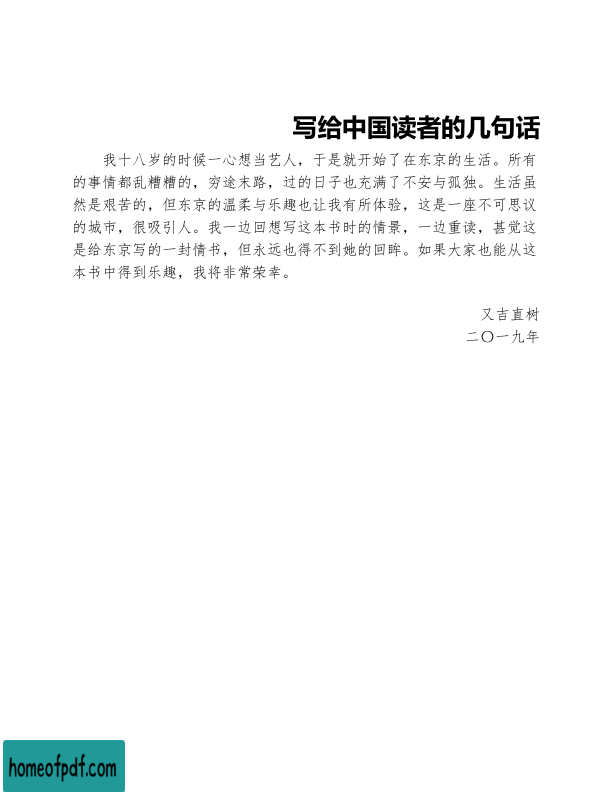 写给中国读者的几句话
我十八岁的时候一心想当艺人，于是就开始了在东京的生活。所有
的事情都乱糟糟的，穷途末路，过的日子也充满了不安与孤独。生活虽
然是艰苦的，但东京的温柔与乐趣也让我有所体验，这是一座不可思议
的城市，很吸引人。我一边回想写这本书时的情景，一边重读，甚觉这
是给东京写的一封情书，但永远也得不到她的回眸。如果大家也能从这
本书中得到乐趣，我将非常荣幸。
又吉直树
二〇一九年
homeofpdf.com